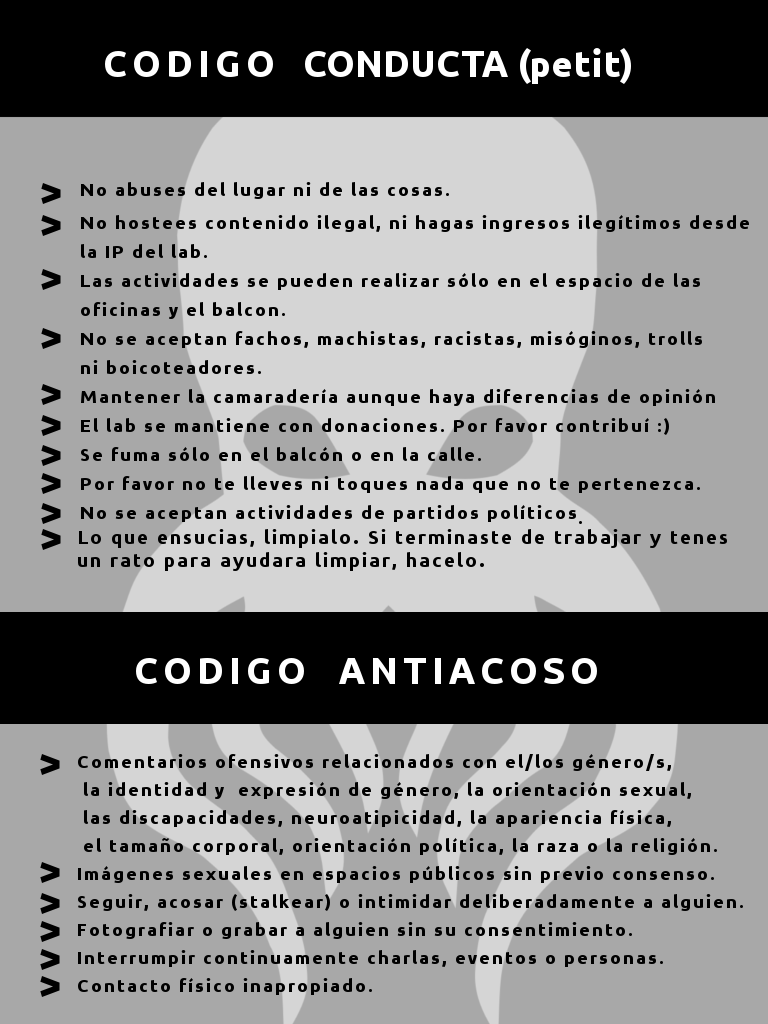 CODIGO CONDUCTA (petit)
> No abuses del lugar ni de las cosas.
> No hostees contenido ilegal, ni hagas ingresos ilegítimos desde
la IP del lab.
> Las actividades se pueden realizar sólo en el espacio de las
oficinas y el balcon.
> No se aceptan fachos, machistas, racistas, misóginos, trolls
ni boicoteadores.
> Mantener la camaradería aunque haya diferencias de opinión
> El lab se mantiene con donaciones. Por favor contribuí :)
> Se fuma sólo en el balcón o en la calle.
> Por favor no te lleves ni toques nada que no te pertenezca.
> No se aceptan actividades de partidos políticos.
> Lo que ensucias, limpialo. Si terminaste de trabajar y tenes
un rato para ayudara limpiar, hacelo.
CODIGO ANTIACOSO
> Comentarios ofensivos relacionados con el/los género/s,
la identidad y expresión de género, la orientación sexual,
las discapacidades, neuroatipicidad, la apariencia física,
el tamaño corporal, orientación política, la raza o la religión.
> Imágenes sexuales en espacios públicos sin previo consenso.
> Seguir, acosar (stalkear) o intimidar deliberadamente a alguien.
> Fotografiar o grabar a alguien sin su consentimiento.
> Interrumpir continuamente charlas, eventos o personas.
> Contacto físico inapropiado.